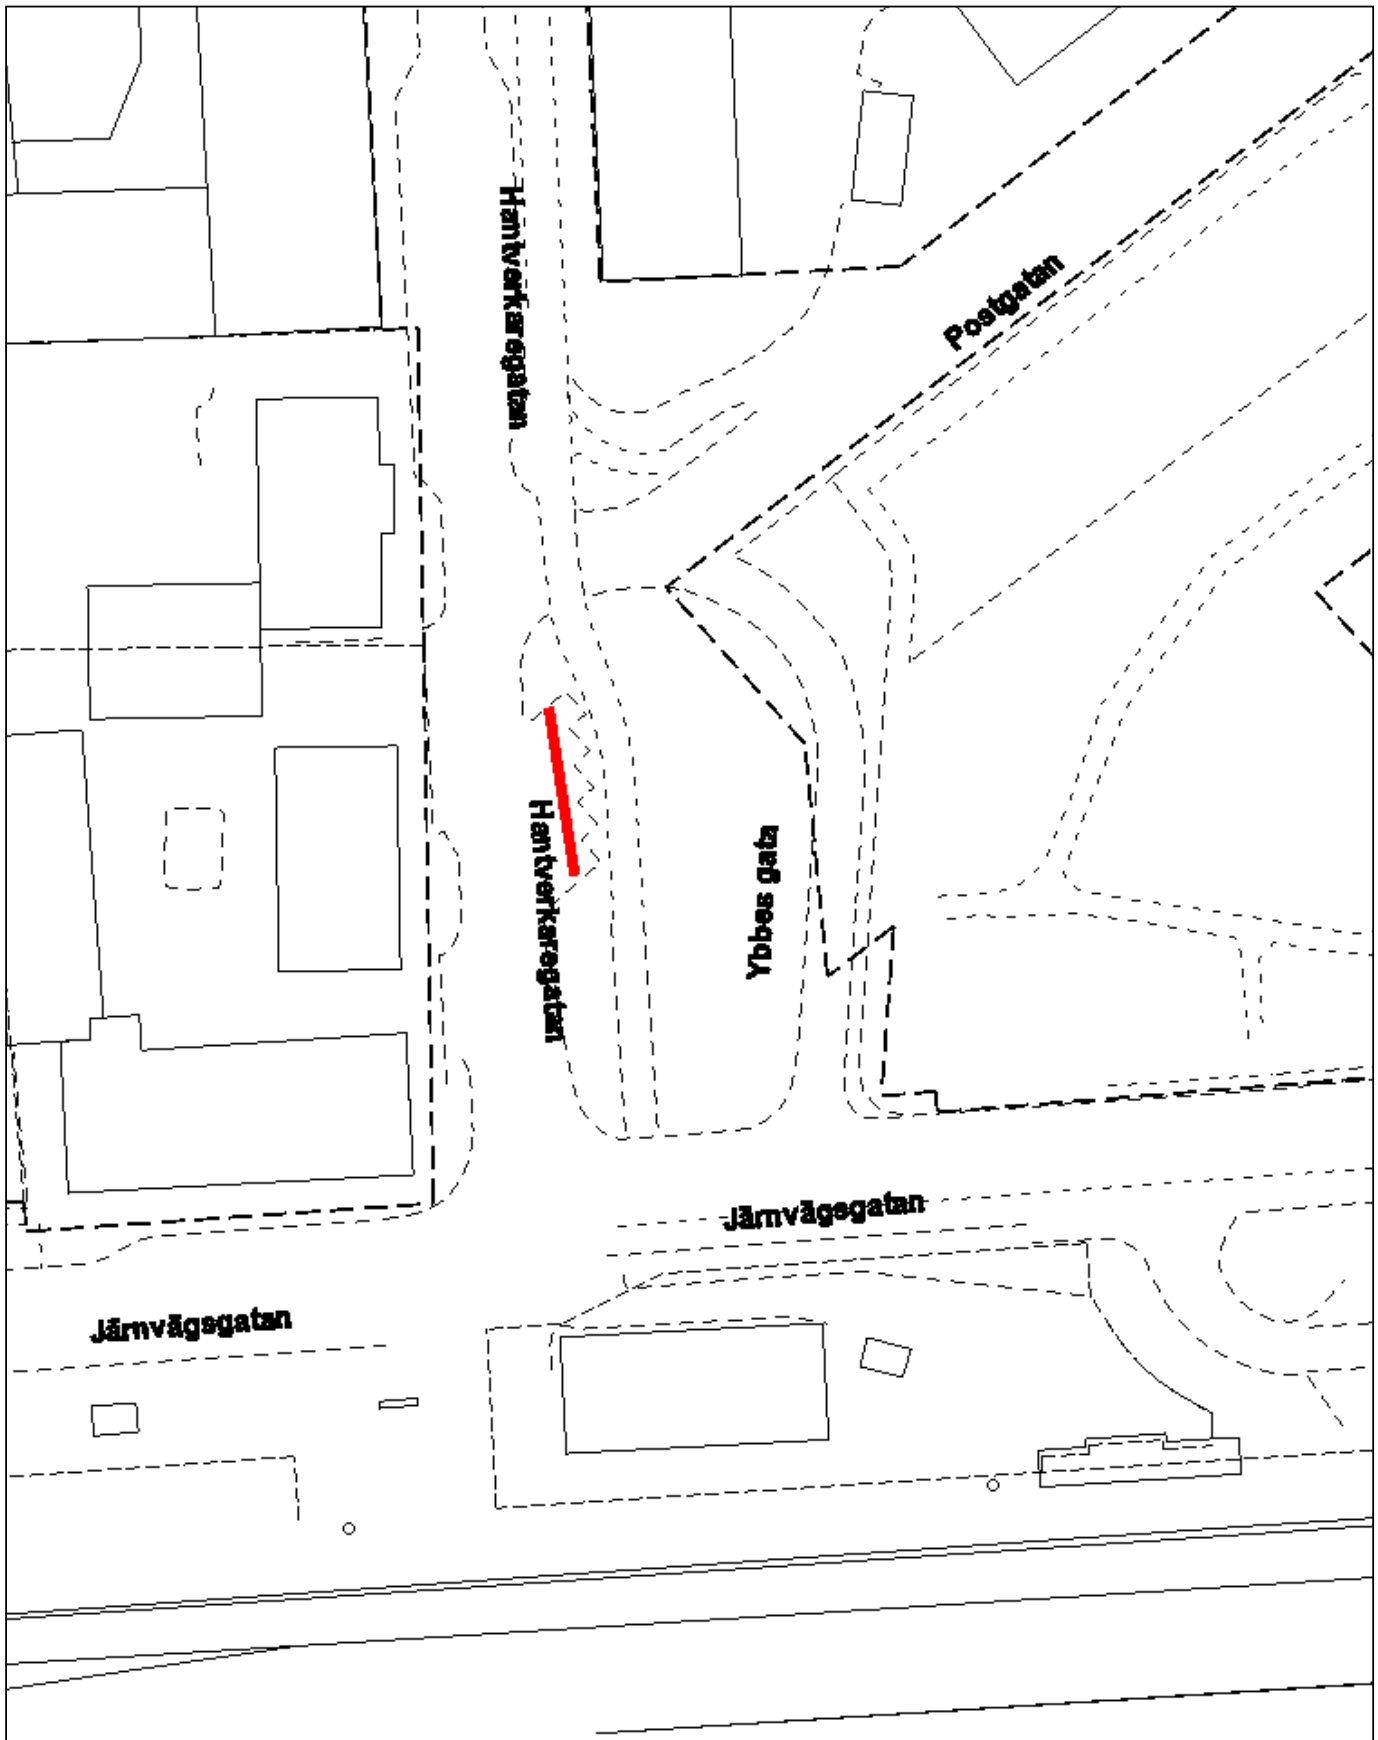 Hantverkaregatan
Postgatan
Hantverkaregatan
Ybbes gata
Järnvägsgatan
Järnvägsgatan